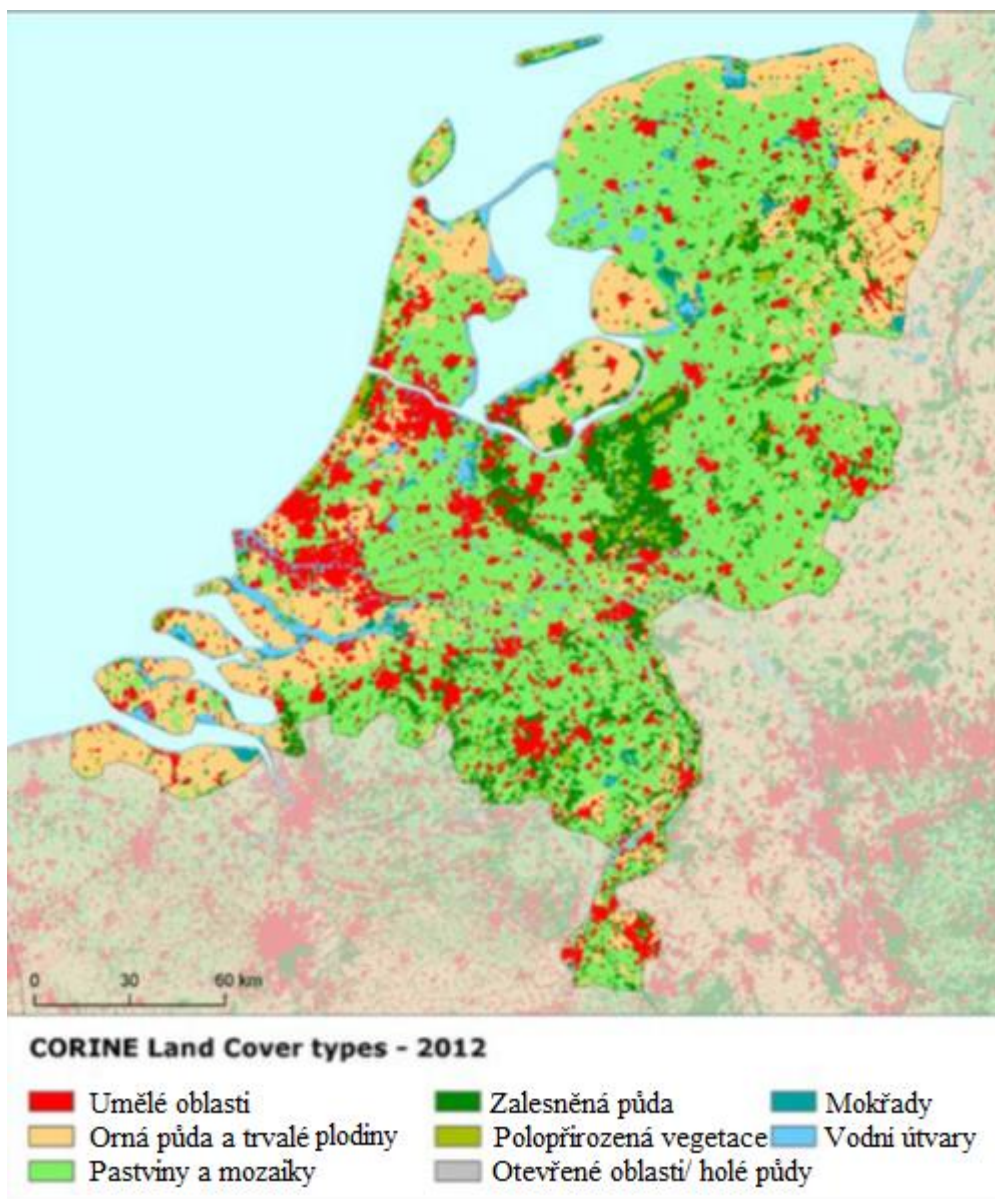 0 30 60 km
CORINE Land Cover types - 2012
Umělé oblasti
Orná půda a trvalé plodiny
Pastviny a mozaiky
Zalesněná půda
Polopřirozená vegetace
Otevřené oblasti/ holé půdy
Mokřady
Vodní útvary